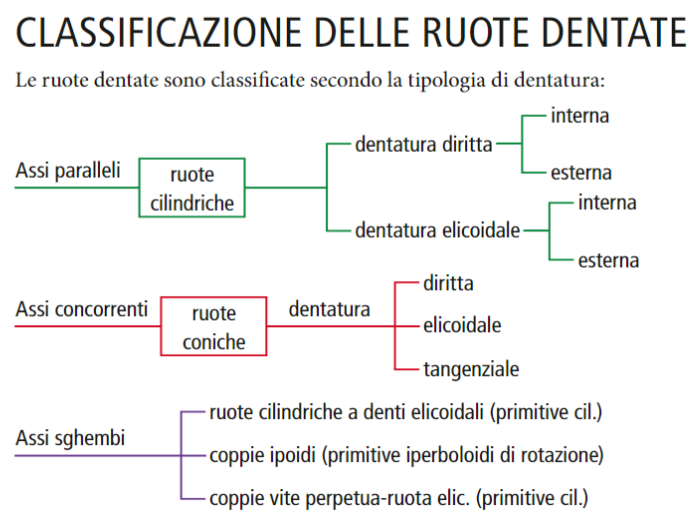 CLASSIFICAZIONE DELLE RUOTE DENTATE
Le ruote dentate sono classificate secondo la tipologia di dentatura:
Assi paralleli
ruote
cilindriche
dentatura diritta
interna
esterna
dentatura elicoidale
interna
esterna
Assi concorrenti
ruote
coniche
dentatura
diritta
elicoidale
tangenziale
Assi sghembi
ruote cilindriche a denti elicoidali (primitive cil.)
coppie ipoidi (primitive iperboloidi di rotazione)
coppie vite perpetua-ruota elic. (primitive cil.)